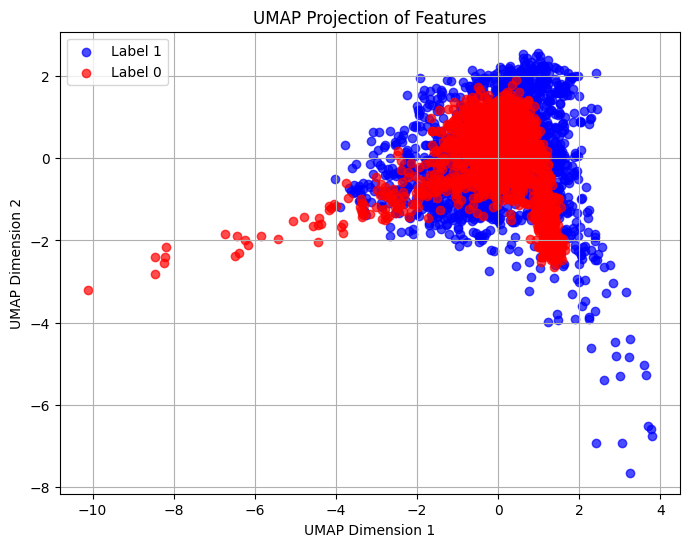 UMAP Projection of Features
Label 1
Label 0
2
0
−2
−4
−6
−8
UMAP Dimension 2
−10
−8
−6
−4
−2
0
2
4
UMAP Dimension 1